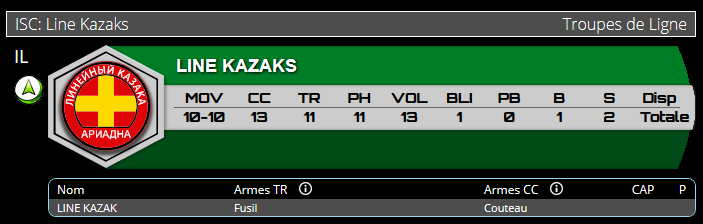 ISC: Line Kazaks Troupes de Ligne
IL
LINE KAZAKS
ЛИНЕЙНЫЙ КАЗАКА
АРИАДНА
MOV CC TR PH VOL BLI PB B S Disp
10-10 13 11 11 13 1 0 1 2 Totale
Nom Armes TR Armes CC CAP P
LINE KAZAK Fusil Couteau